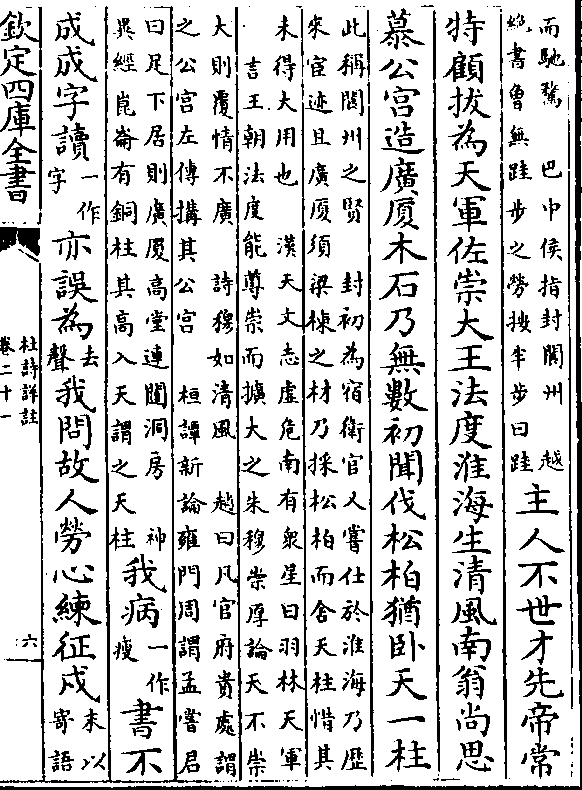 而馳騖 巴中侯指封閬州 越
絶書曾無跬步之勞搜牢步曰跬
主人不世才先帝常
特顧拔為天軍佐崇大王法度淮海生清風南翁尚思
慕公宫造廣厦木石乃無數初聞伐松柏猶卧天一柱
此稱閬州之賢 封初為宿衛官又嘗仕於淮海乃歴
來宦迹且廣厦須梁棟之材乃採松柏而舍天柱惜其
未得大用也 漢天文志虚危南有衆星曰羽林天軍
言王朝法度能尊崇而擴大之朱穆崇厚論天不崇
大則覆情不廣 詩穆如清風 趙曰凡官府貴處謂
之公宫左傳搆其公宫 桓譚新論雍門周謂孟嘗君
曰足下居則廣厦高堂連闥洞房 神
異經崑崙有銅柱其高入天謂之天柱
我病一作瘦書不
成成字讀一作字亦誤為去聲我問故人勞心練征戍末以寄語
欽定四庫全書
杜詩詳註
卷二十一
六